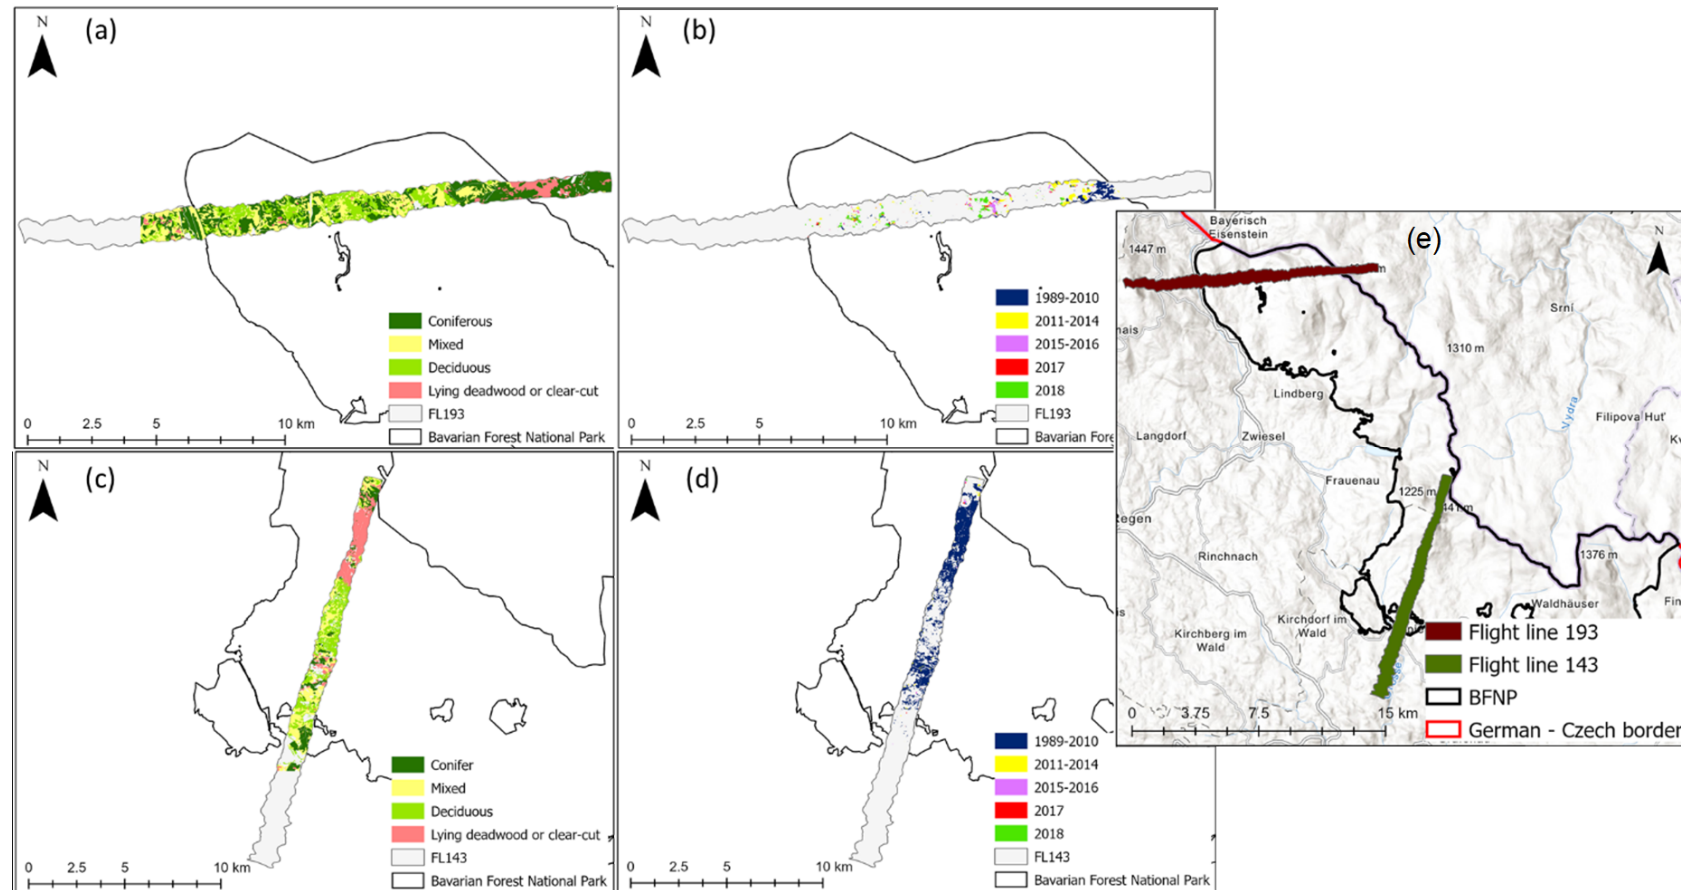 N
(a)
Coniferous
Mixed
Deciduous
Lying deadwood or clear-cut
FL193
Bavarian Forest National Park
0 2.5 5 10 km
N
(b)
1989-2010
2011-2014
2015-2016
2017
2018
FL193
Bavarian Fore
0 2.5 5 10 km
N
(c)
Conifer
Mixed
Deciduous
Lying deadwood or clear-cut
FL143
Bavarian Forest National Park
0 2.5 5 10 km
N
(d)
1989-2010
2011-2014
2015-2016
2017
2018
FL143
Bavarian Forest National Park
0 2.5 5 10 km
(e)
N
Bayerisch
Eisenstein
1447 m
nais
Srní
1310 m
Lindberg
Vydra
Filipova Huť
Kv
Langdorf
Zwiesel
Frauenau
1225 m
Regen
Rinchnach
1376 m
Waldhäuser
Fin
Kirchdorf im
Wald
Kirchberg im
Wald
Flight line 193
Flight line 143
BFNP
German - Czech border
0 3.75 7.5 15 km